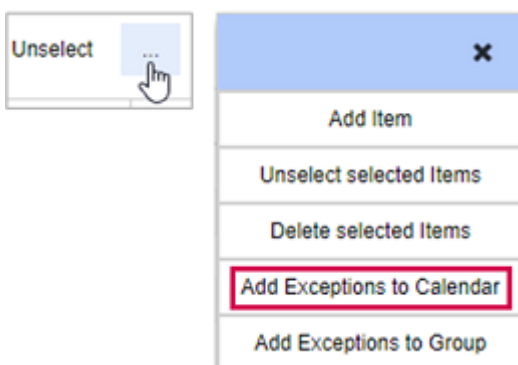 Unselect ...
Add Item
Unselect selected Items
Delete selected Items
Add Exceptions to Calendar
Add Exceptions to Group